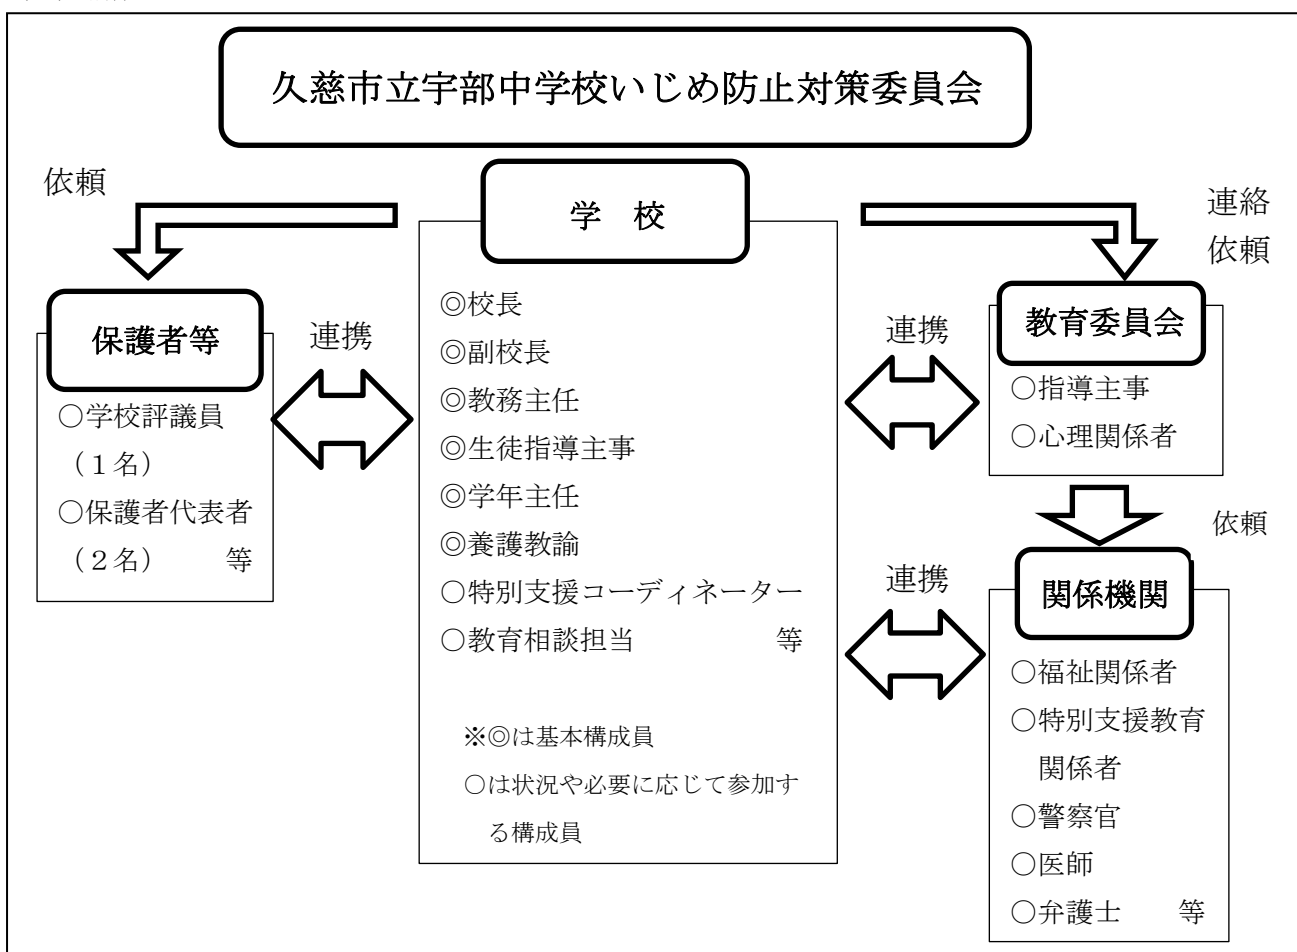 久慈市立宇部中学校いじめ防止対策委員会
依頼
学 校
連絡
依頼
保護者等
○学校評議員
（１名）
○保護者代表者
（２名） 等
連携
◎校長
◎副校長
◎教務主任
◎生徒指導主事
◎学年主任
◎養護教諭
○特別支援コーディネーター
○教育相談担当 等
※◎は基本構成員
○は状況や必要に応じて参加す
る構成員
連携
教育委員会
○指導主事
○心理関係者
依頼
連携
関係機関
○福祉関係者
○特別支援教育
関係者
○警察官
○医師
○弁護士 等